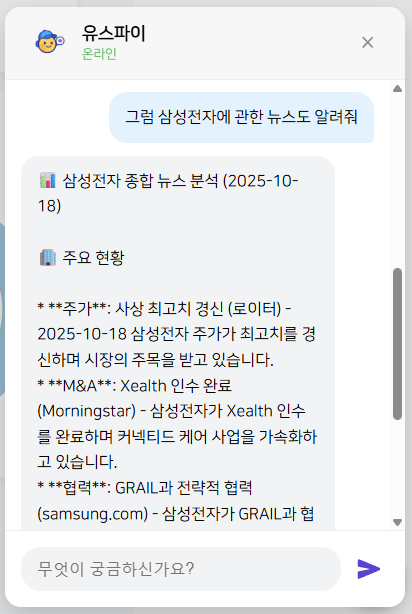 유스파이
온라인
그럼 삼성전자에 관한 뉴스도 알려줘
📊 삼성전자 종합 뉴스 분석 (2025-10-
18)
🏢 주요 현황
* **주가**: 사상 최고치 경신 (로이터) -
2025-10-18 삼성전자 주가가 최고치를 경
신하며 시장의 주목을 받고 있습니다.
* **M&A**: Xealth 인수 완료
(Morningstar) - 삼성전자가 Xealth 인수
를 완료하며 커넥티드 케어 사업을 가속화하
고 있습니다.
* **협력**: GRAIL과 전략적 협력
(samsung.com) - 삼성전자가 GRAIL과 협
무엇이 궁금하신가요?